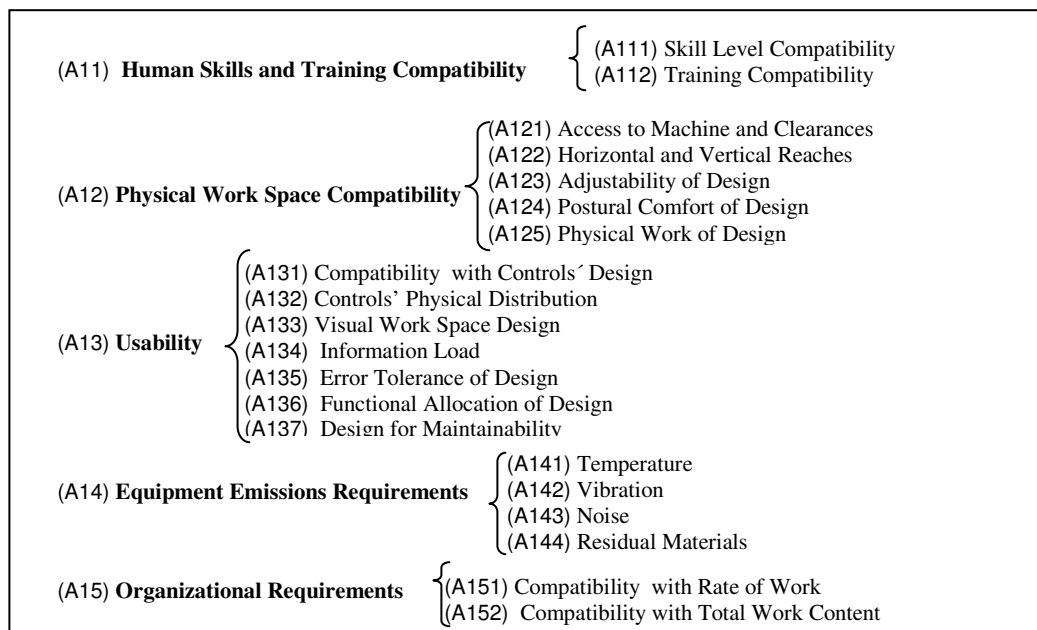 (A11) Human Skills and Training Compatibility
(A111) Skill Level Compatibility
(A112) Training Compatibility
(A12) Physical Work Space Compatibility
(A121) Access to Machine and Clearances
(A122) Horizontal and Vertical Reaches
(A123) Adjustability of Design
(A124) Postural Comfort of Design
(A125) Physical Work of Design
(A13) Usability
(A131) Compatibility with Controls´ Design
(A132) Controls’ Physical Distribution
(A133) Visual Work Space Design
(A134) Information Load
(A135) Error Tolerance of Design
(A136) Functional Allocation of Design
(A137) Design for Maintainability
(A14) Equipment Emissions Requirements
(A141) Temperature
(A142) Vibration
(A143) Noise
(A144) Residual Materials
(A15) Organizational Requirements
(A151) Compatibility with Rate of Work
(A152) Compatibility with Total Work Content